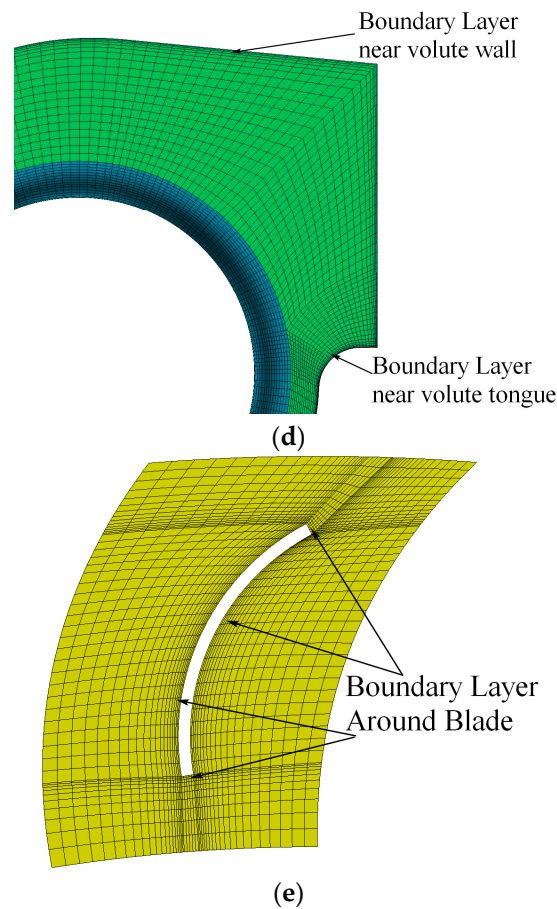 Boundary Layer
near volute wall
Boundary Layer
near volute tongue
(d)
Boundary Layer
Around Blade
(e)